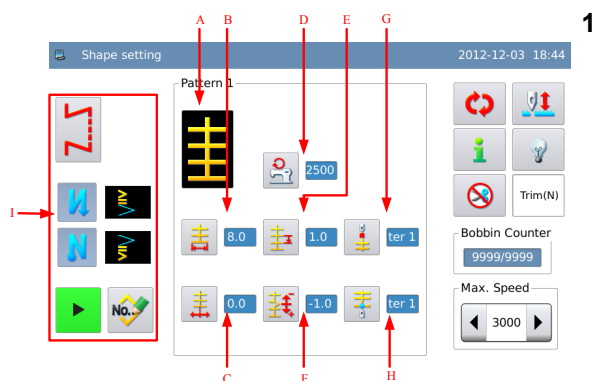 A B D E G 1
Shape setting 2012-12-03 18:44
Pattern 1
2500
Trim(N)
I
8.0 1.0 ter 1
Bobbin Counter
9999/9999
No...
0.0 -1.0 ter 1
Max. Speed
3000
C F H